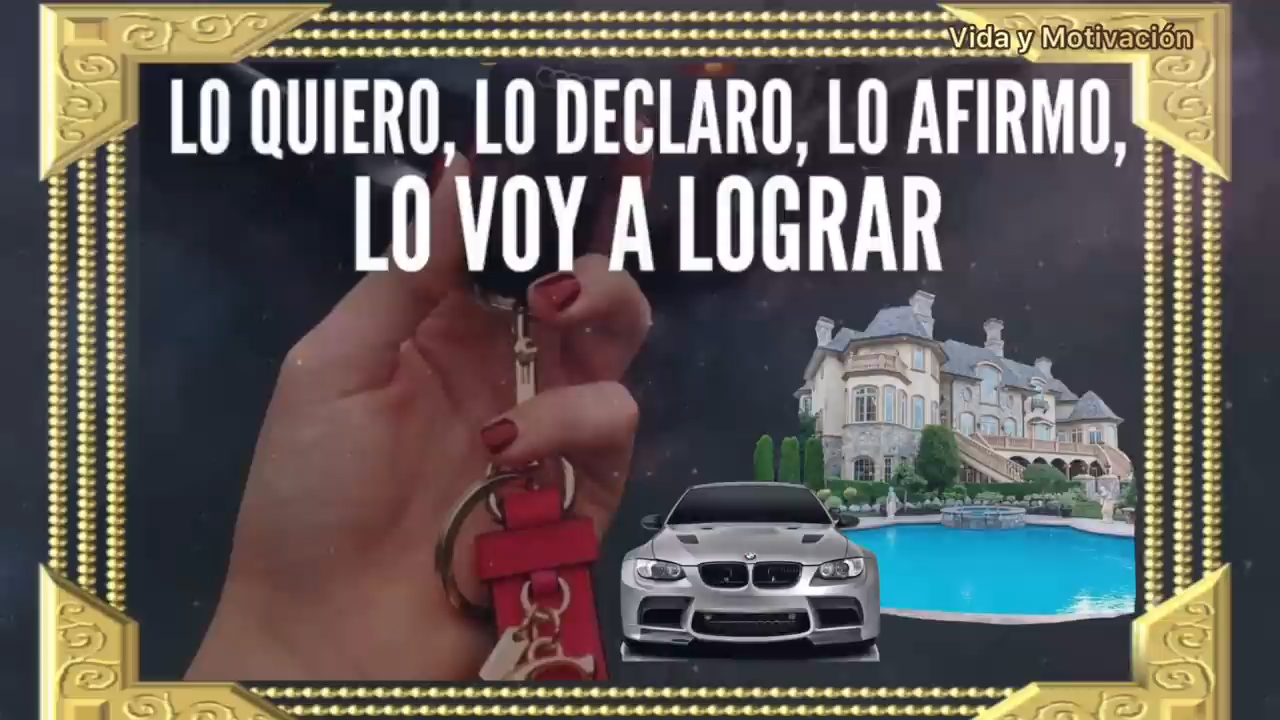 Vida y Motivación
LO QUIERO, LO DECLARO, LO AFIRMO,
LO VOY A LOGRAR